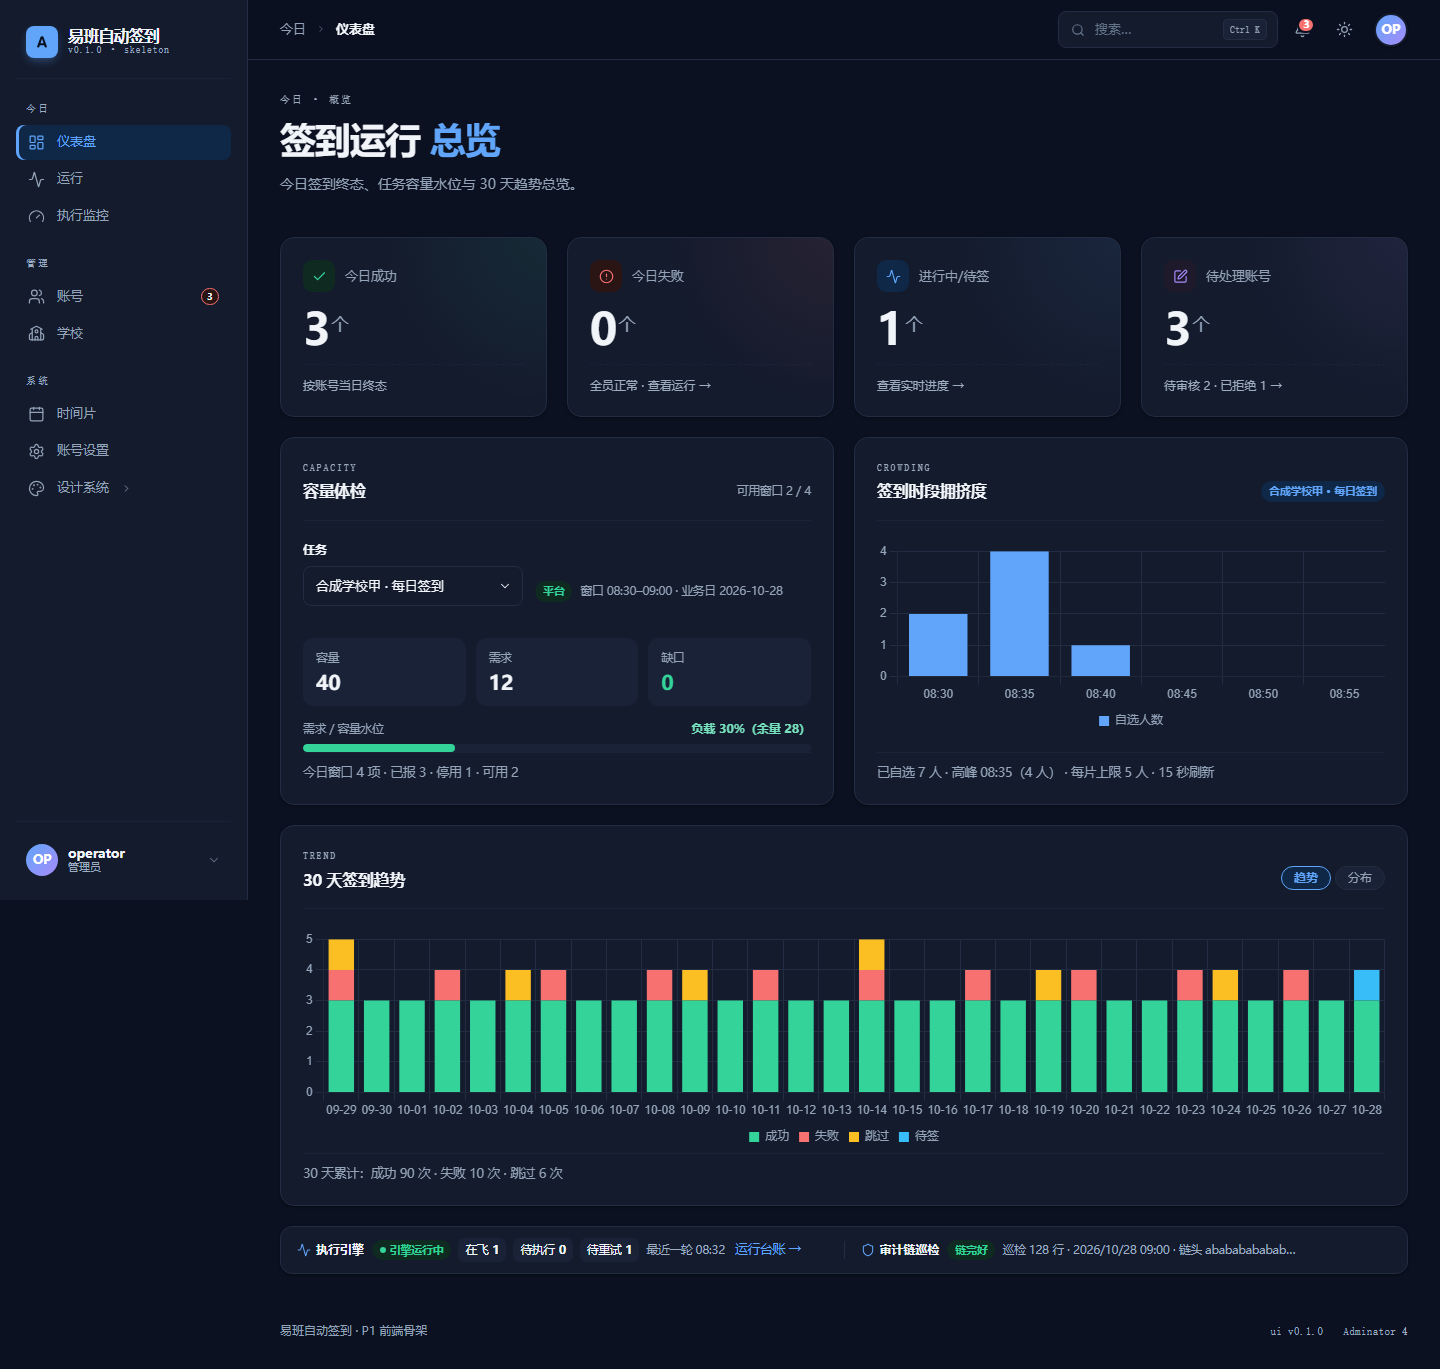 A
易班自动签到
v0.1.0 • skeleton
今日
仪表盘
运行
执行监控
管理
账号
3
学校
系统
时间片
账号设置
设计系统
OP
operator
管理员
今日 › 仪表盘
搜索...
Ctrl K
3
OP
今日 • 概览
签到运行 总览
今日签到终态、任务容量水位与 30 天趋势总览。
今日成功
3个
按账号当日终态
今日失败
0个
全员正常 · 查看运行 →
进行中/待签
1个
查看实时进度 →
待处理账号
3个
待审核 2 · 已拒绝 1 →
CAPACITY
容量体检
可用窗口 2 / 4
任务
合成学校甲 · 每日签到
平台
窗口 08:30–09:00 · 业务日 2026-10-28
容量
40
需求
12
缺口
0
需求 / 容量水位
负载 30%（余量 28）
今日窗口 4 项 · 已报 3 · 停用 1 · 可用 2
CROWDING
签到时段拥挤度
合成学校甲 • 每日签到
4
3
2
1
0
08:30 08:35 08:40 08:45 08:50 08:55
自选人数
已自选 7 人 · 高峰 08:35（4 人） · 每片上限 5 人 · 15 秒刷新
TREND
30 天签到趋势
趋势
分布
5
4
3
2
1
0
09-29 09-30 10-01 10-02 10-03 10-04 10-05 10-06 10-07 10-08 10-09 10-10 10-11 10-12 10-13 10-14 10-15 10-16 10-17 10-18 10-19 10-20 10-21 10-22 10-23 10-24 10-25 10-26 10-27 10-28
成功 失败 跳过 待签
30 天累计：成功 90 次 · 失败 10 次 · 跳过 6 次
执行引擎 引擎运行中 在飞 1 待执行 0 待重试 1 最近一轮 08:32 运行台账 →
审计链巡检 链完好 巡检 128 行 · 2026/10/28 09:00 · 链头 abababababab...
易班自动签到 · P1 前端骨架
ui v0.1.0
Adminator 4